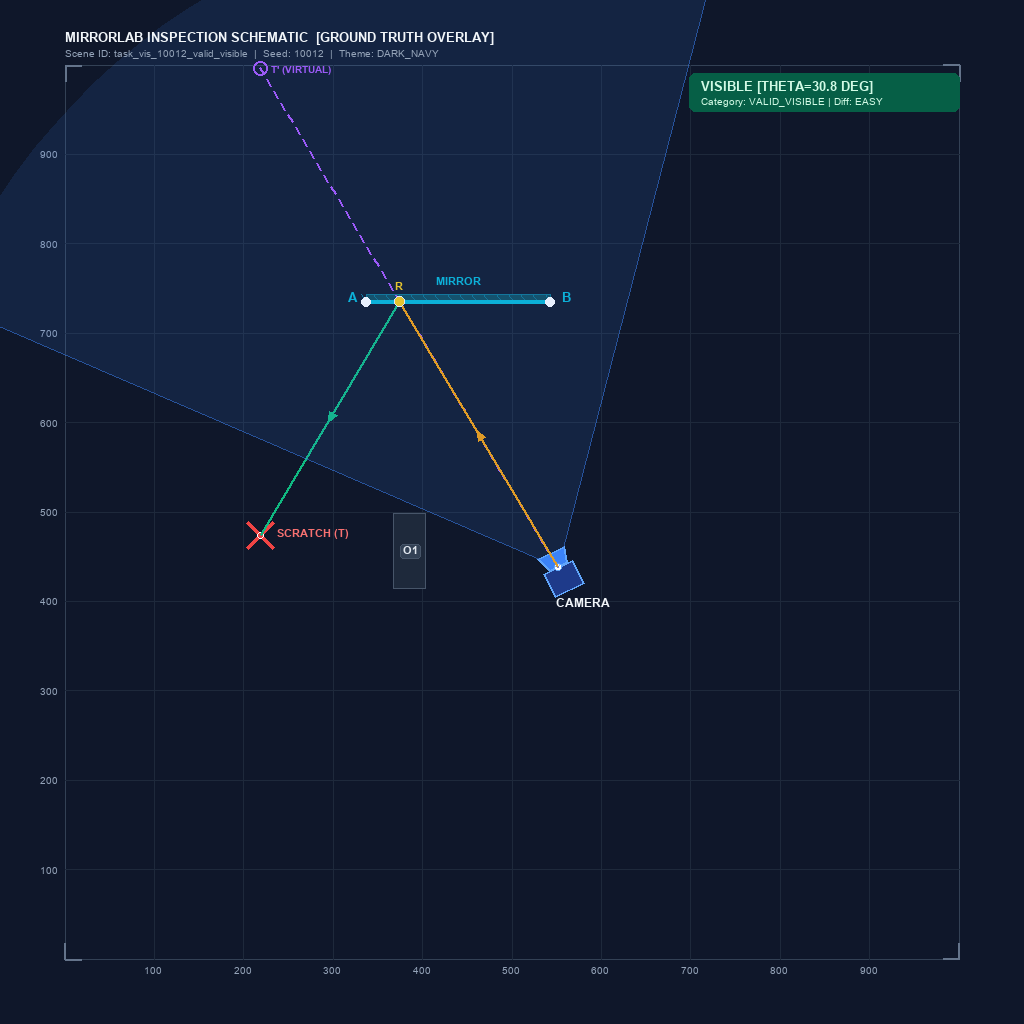 MIRRORLAB INSPECTION SCHEMATIC [GROUND TRUTH OVERLAY]
Scene ID: task_vis_10012_valid_visible | Seed: 10012 | Theme: DARK_NAVY
T' (VIRTUAL)
VISIBLE [THETA=30.8 DEG]
Category: VALID_VISIBLE | Diff: EASY
900
800
MIRROR
R
A
B
700
600
SCRATCH (T)
500
O1
CAMERA
400
300
200
100
100 200 300 400 500 600 700 800 900